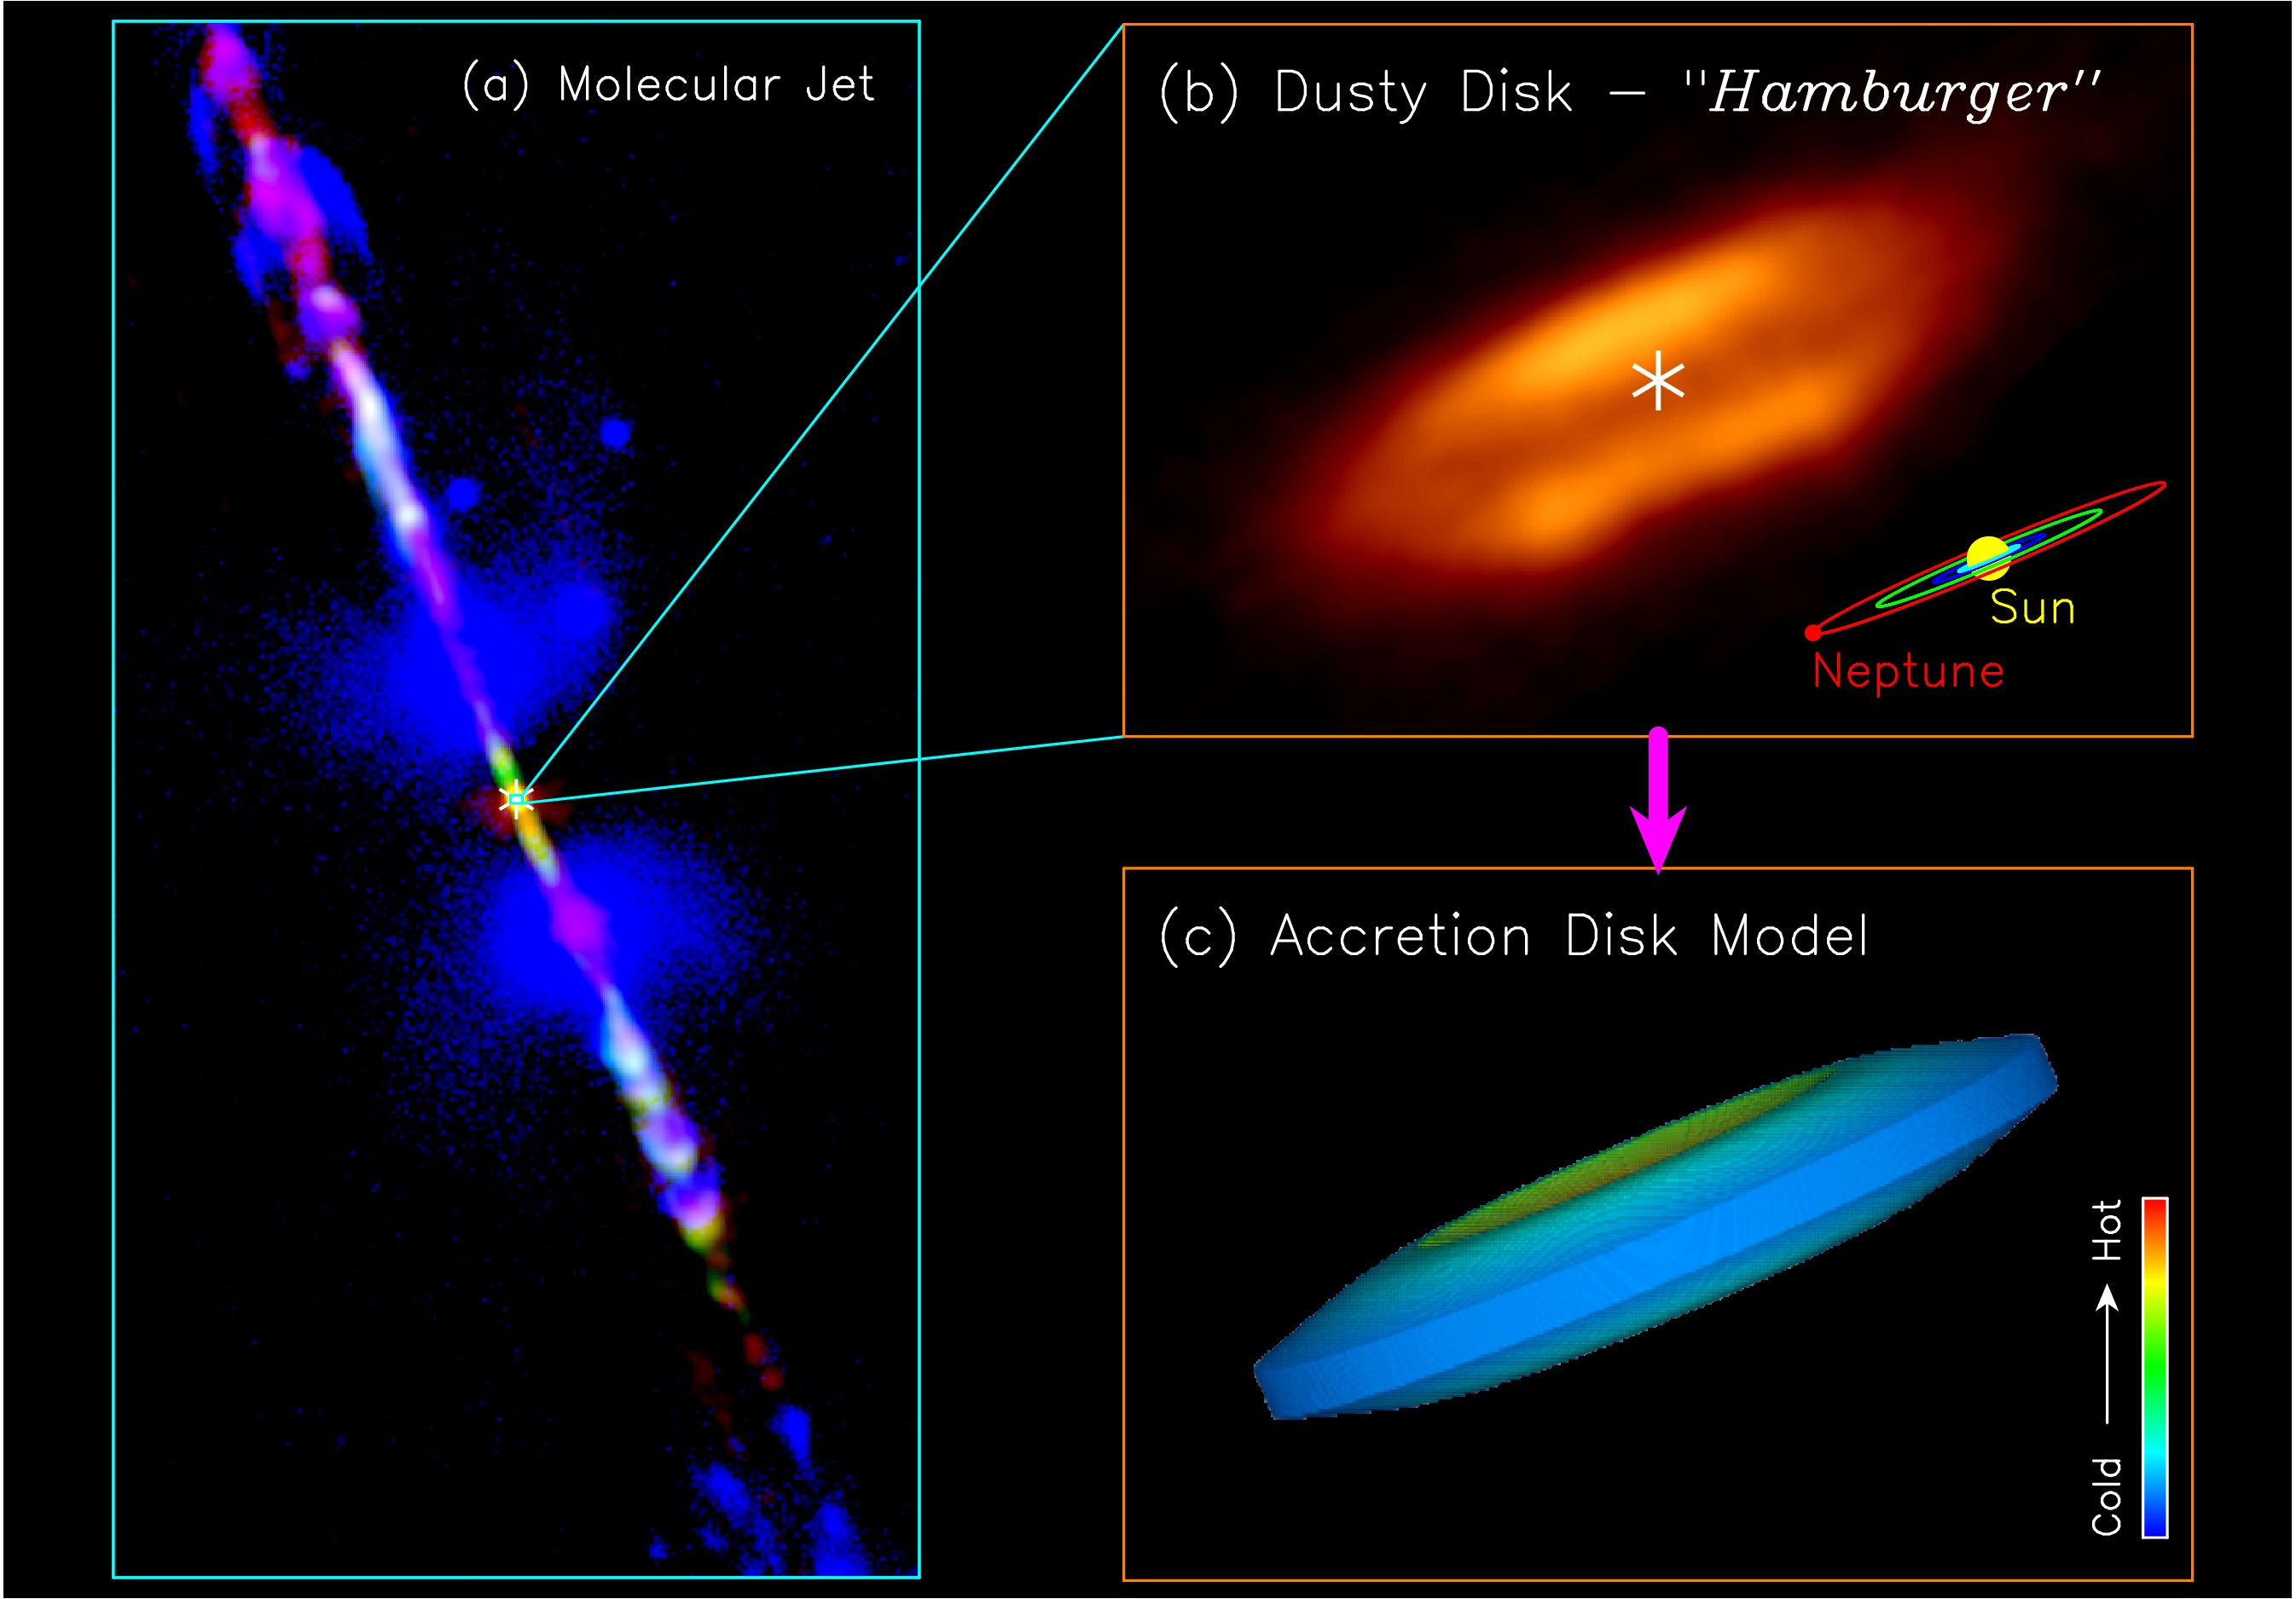 (a) Molecular Jet
(b) Dusty Disk – "Hamburger"
Sun
Neptune
(c) Accretion Disk Model
Cold
Hot